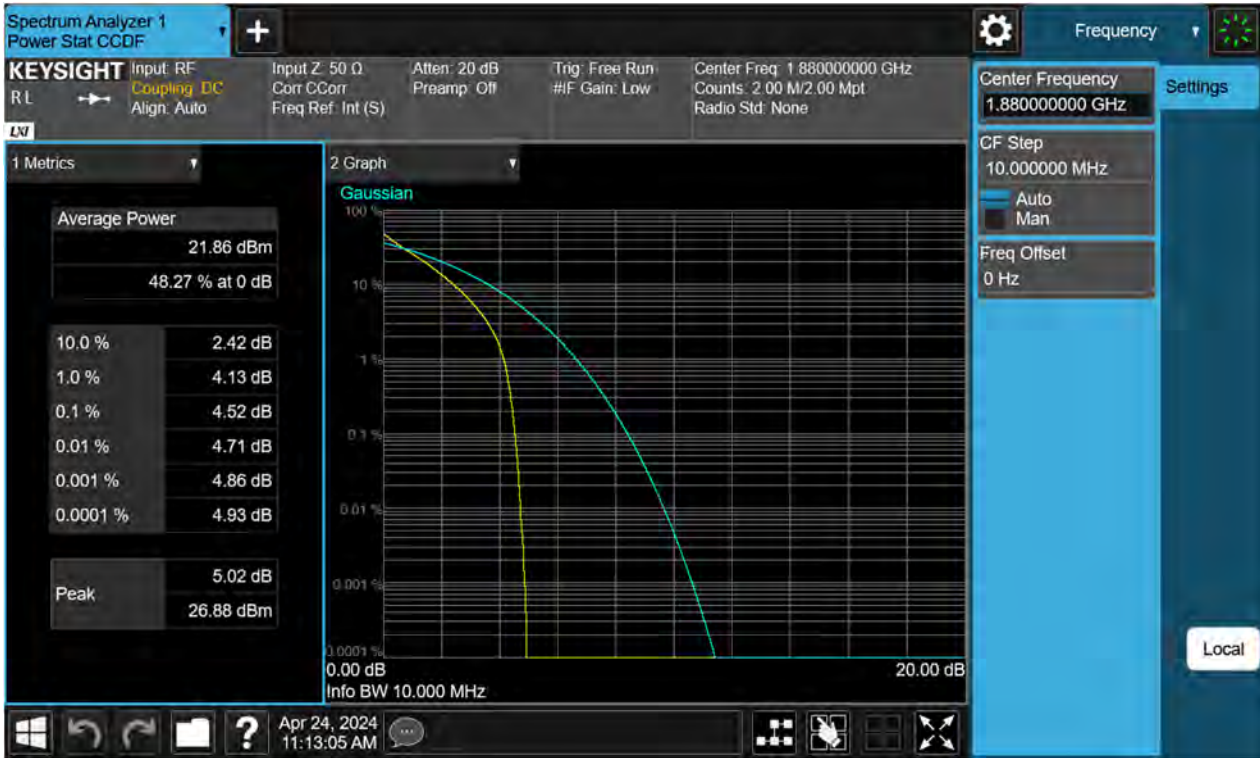 Spectrum Analyzer 1
Power Stat CCDF
Frequency
KEYSIGHT
R L
LXI
Input: RF
Coupling: DC
Align: Auto
Input Z: 50 Ω
Corr CCorr
Freq Ref: Int (S)
Atten: 20 dB
Preamp: Off
Trig: Free Run
#IF Gain: Low
Center Freq: 1.880000000 GHz
Counts: 2.00 M/2.00 Mpt
Radio Std: None
Center Frequency
1.880000000 GHz
Settings
CF Step
10.000000 MHz
Auto
Man
Freq Offset
0 Hz
1 Metrics
Average Power
21.86 dBm
48.27 % at 0 dB
10.0 % 2.42 dB
1.0 % 4.13 dB
0.1 % 4.52 dB
0.01 % 4.71 dB
0.001 % 4.86 dB
0.0001 % 4.93 dB
Peak
5.02 dB
26.88 dBm
2 Graph
Gaussian
100 %
10 %
1 %
0.1 %
0.01 %
0.001 %
0.0001 %
0.00 dB 20.00 dB
Info BW 10.000 MHz
Local
?
Apr 24, 2024
11:13:05 AM